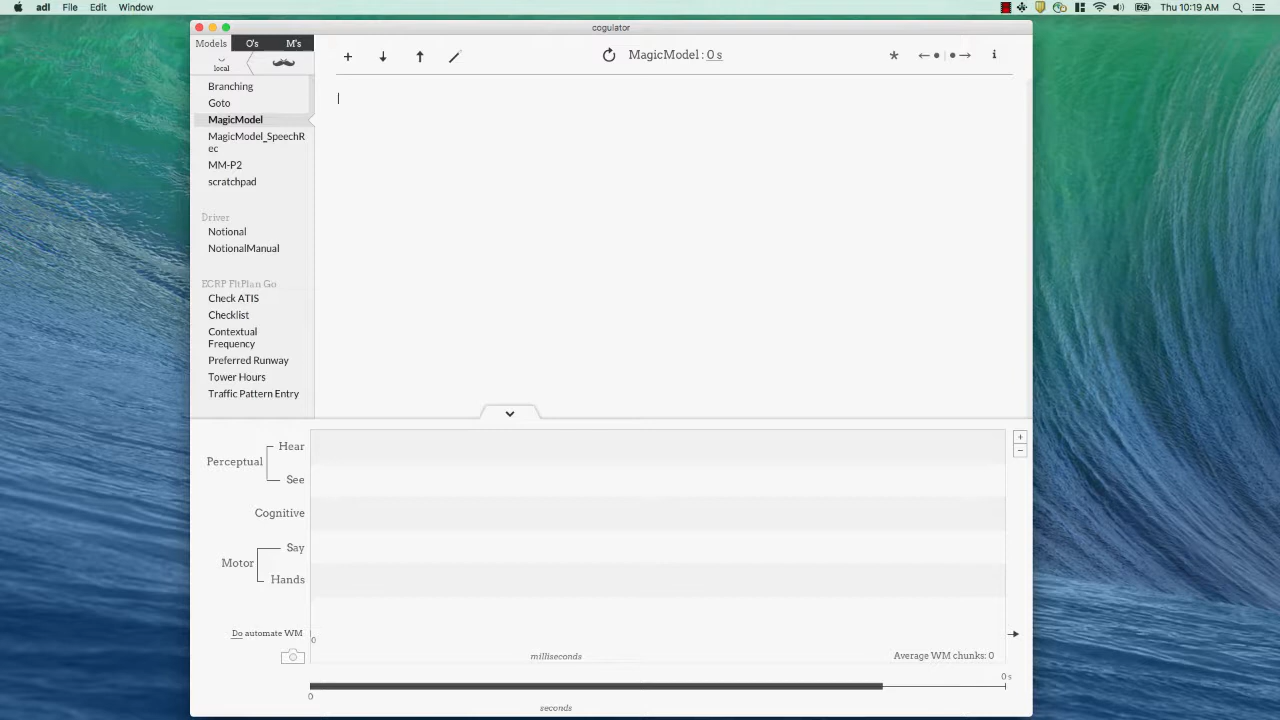 adl File Edit Window Thu 10:19 AM
cogulator
Models O's M's
local
MagicModel : 0 s
* i
Branching
Goto
MagicModel
MagicModel_SpeechR
ec
MM-P2
scratchpad
Driver
Notional
NotionalManual
ECRP FltPlan Go
Check ATIS
Checklist
Contextual
Frequency
Preferred Runway
Tower Hours
Traffic Pattern Entry
Hear
Perceptual
See
Cognitive
Say
Motor
Hands
Do automate WM
0
milliseconds
Average WM chunks: 0
0 s
0
seconds